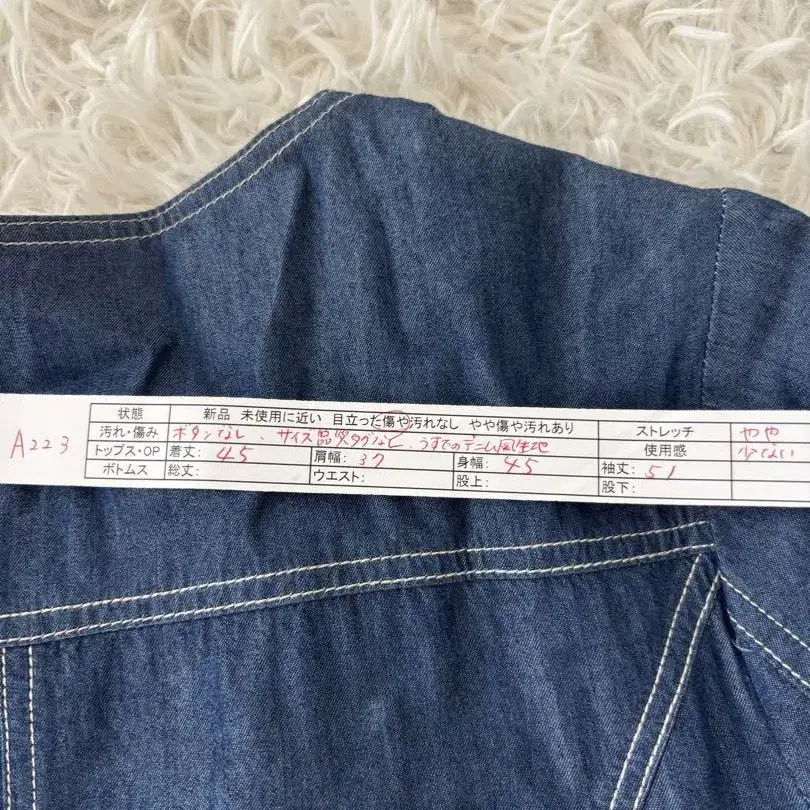 A223
状態 新品 未使用に近い 目立った傷や汚れなし やや傷や汚れあり
汚れ・傷み ボタンなし、サイズ品質タグなし、うすでのデニム風生地 ストレッチ やや
トップス・OP 着丈: 45 肩幅: 37 身幅: 45 袖丈: 51 使用感 少ない
ボトムス 総丈: ウエスト: 股上: 股下: